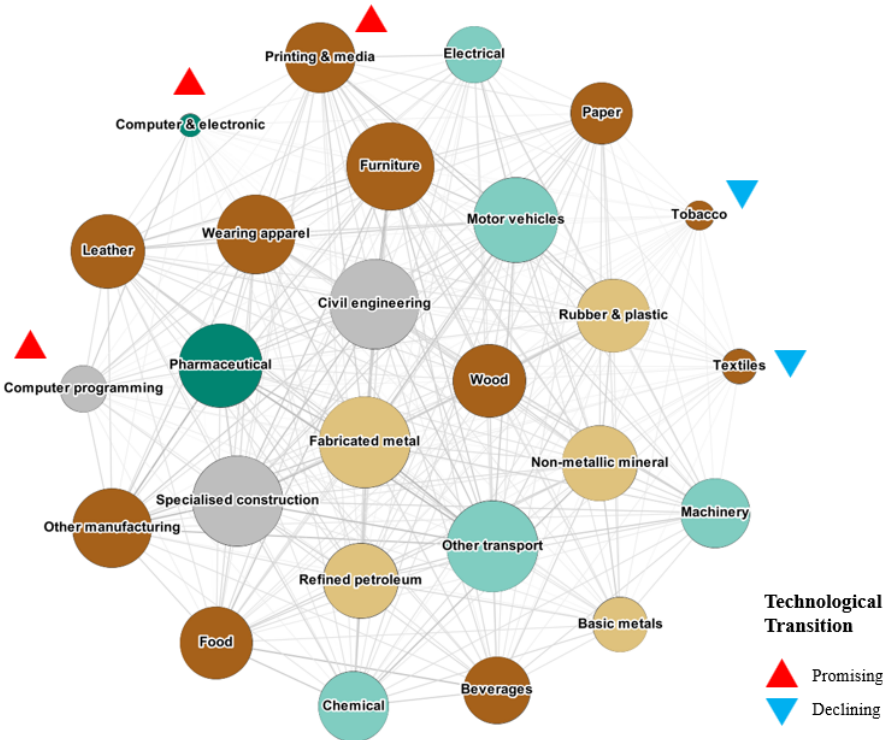 Printing & media
Electrical
Computer & electronic
Paper
Furniture
Tobacco
Motor vehicles
Wearing apparel
Leather
Civil engineering
Rubber & plastic
Pharmaceutical
Textiles
Computer programming
Wood
Fabricated metal
Non-metallic mineral
Specialised construction
Machinery
Other manufacturing
Other transport
Refined petroleum
Technological
Transition
Basic metals
Food
Promising
Beverages
Chemical
Declining